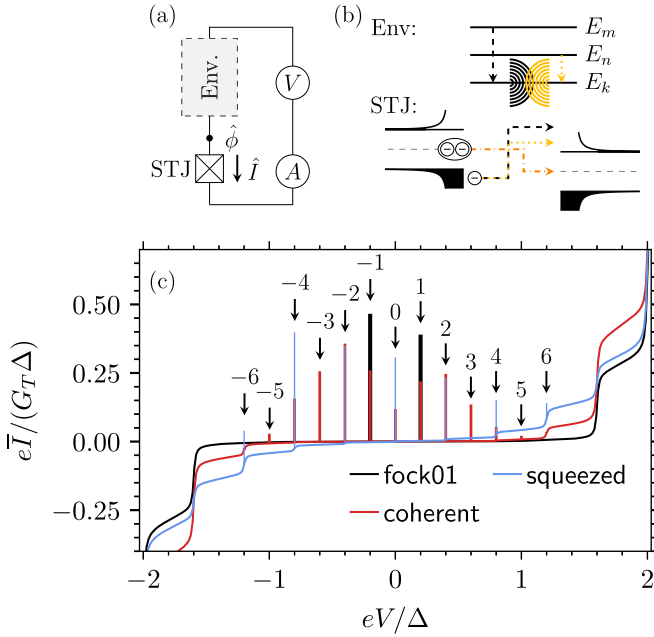 (a)
Env.
V
ϕ̂
STJ
Î
A
(b)
Env:
E_m
E_n
E_k
STJ:
(c)
−6
−5
−4
−3
−2
−1
0
1
2
3
4
5
6
0.50
0.25
0.00
−0.25
eI̅/(G_TΔ)
fock01
squeezed
coherent
−2
−1
0
1
2
eV/Δ